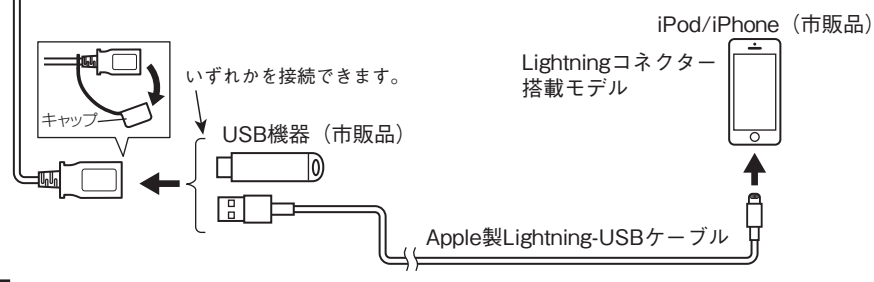 iPod/iPhone（市販品）
Lightningコネクター
搭載モデル
いずれかを接続できます。
キャップ
USB機器（市販品）
Apple製Lightning-USBケーブル